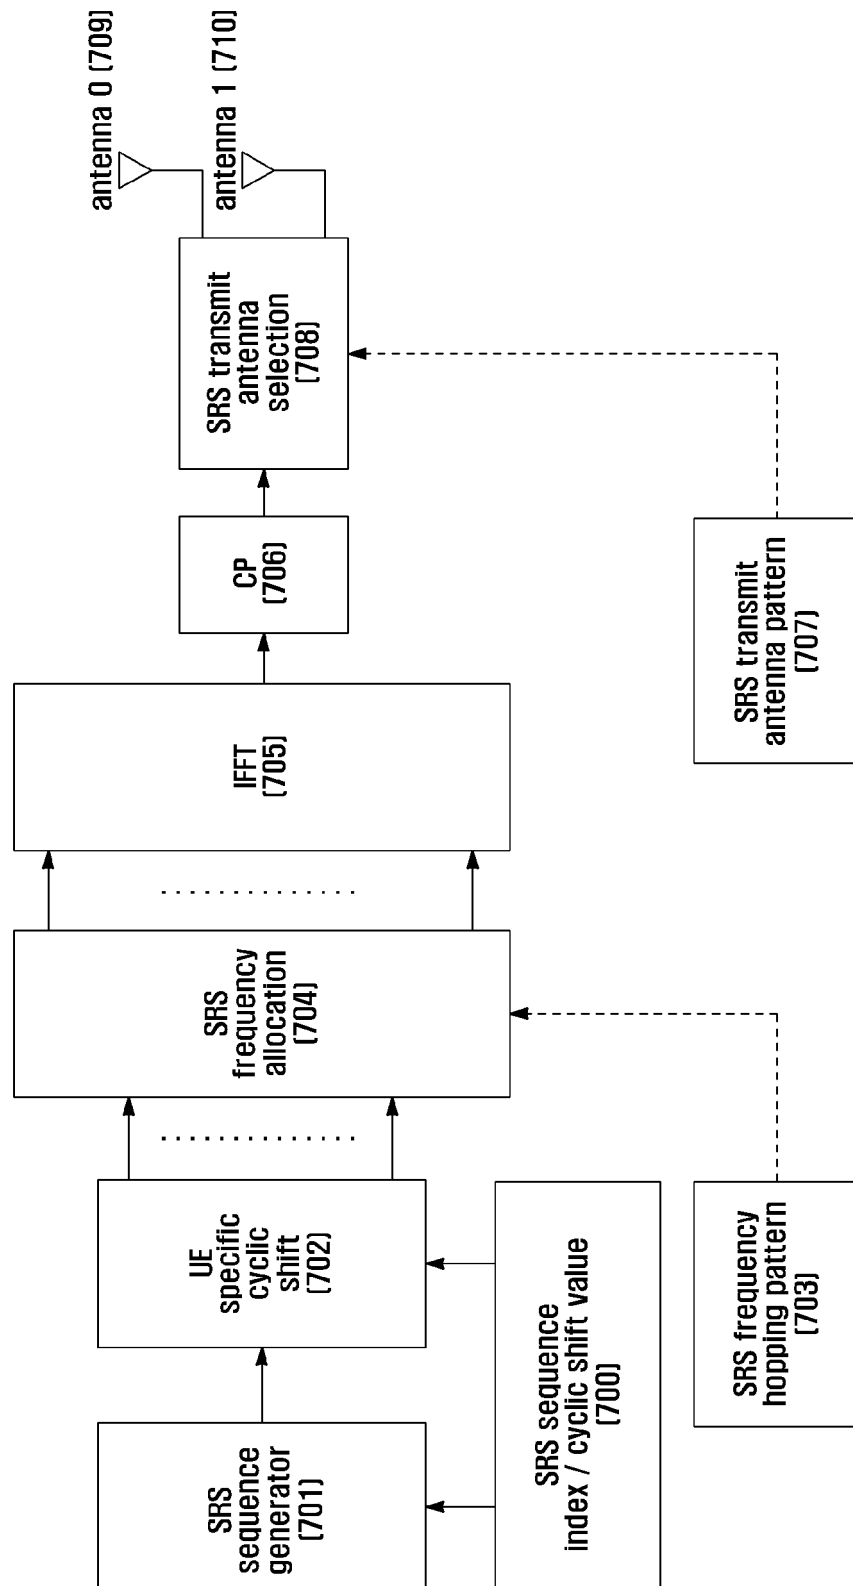 SRS
sequence
generator
(701)
UE
specific
cyclic
shift
(702)
SRS
frequency
allocation
(704)
IFFT
(705)
CP
(706)
SRS transmit
antenna
selection
(708)
antenna 0 (709)
antenna 1 (710)
SRS sequence
index / cyclic shift value
(700)
SRS frequency
hopping pattern
(703)
SRS transmit
antenna pattern
(707)